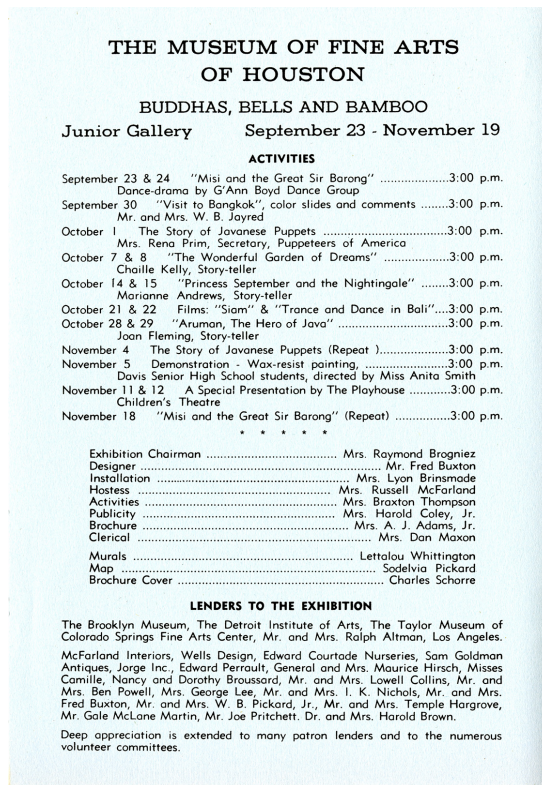 THE MUSEUM OF FINE ARTS
OF HOUSTON
BUDDHAS, BELLS AND BAMBOO
Junior Gallery September 23 - November 19
ACTIVITIES
September 23 & 24 "Misi and the Great Sir Barong" ....................3:00 p.m.
Dance-drama by G'Ann Boyd Dance Group
September 30 "Visit to Bangkok", color slides and comments ........3:00 p.m.
Mr. and Mrs. W. B. Jayred
October 1 The Story of Javanese Puppets ....................................3:00 p.m.
Mrs. Rena Prim, Secretary, Puppeteers of America
October 7 & 8 "The Wonderful Garden of Dreams" ...................3:00 p.m.
Chaille Kelly, Story-teller
October 14 & 15 "Princess September and the Nightingale" ........3:00 p.m.
Marianne Andrews, Story-teller
October 21 & 22 Films: "Siam" & "Trance and Dance in Bali"....3:00 p.m.
October 28 & 29 "Aruman, The Hero of Java" ................................3:00 p.m.
Joan Fleming, Story-teller
November 4 The Story of Javanese Puppets (Repeat )....................3:00 p.m.
November 5 Demonstration - Wax-resist painting, ..........................3:00 p.m.
Davis Senior High School students, directed by Miss Anita Smith
November 11 & 12 A Special Presentation by The Playhouse ............3:00 p.m.
Children's Theatre
November 18 "Misi and the Great Sir Barong" (Repeat) ................3:00 p.m.
* * * * *
Exhibition Chairman ...................................... Mrs. Raymond Brogniez
Designer ...................................................................... Mr. Fred Buxton
Installation .......................................................... Mrs. Lyon Brinsmade
Hostess ........................................................ Mrs. Russell McFarland
Activities ........................................................ Mrs. Braxton Thompson
Publicity ........................................................ Mrs. Harold Coley, Jr.
Brochure ............................................................ Mrs. A. J. Adams, Jr.
Clerical .................................................................... Mrs. Dan Maxon
Murals ................................................................ Lettalou Whittington
Map .......................................................................... Sodelvia Pickard
Brochure Cover ............................................................ Charles Schorre
LENDERS TO THE EXHIBITION
The Brooklyn Museum, The Detroit Institute of Arts, The Taylor Museum of
Colorado Springs Fine Arts Center, Mr. and Mrs. Ralph Altman, Los Angeles.
McFarland Interiors, Wells Design, Edward Courtade Nurseries, Sam Goldman
Antiques, Jorge Inc., Edward Perrault, General and Mrs. Maurice Hirsch, Misses
Camille, Nancy and Dorothy Broussard, Mr. and Mrs. Lowell Collins, Mr. and
Mrs. Ben Powell, Mrs. George Lee, Mr. and Mrs. I. K. Nichols, Mr. and Mrs.
Fred Buxton, Mr. and Mrs. W. B. Pickard, Jr., Mr. and Mrs. Temple Hargrove,
Mr. Gale McLane Martin, Mr. Joe Pritchett. Dr. and Mrs. Harold Brown.
Deep appreciation is extended to many patron lenders and to the numerous
volunteer committees.